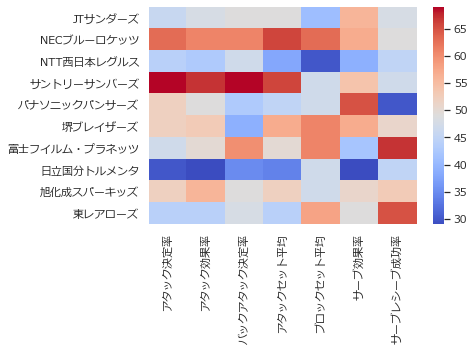 JTサンダーズ
NECブルーロケッツ
NTT西日本レグルス
サントリーサンバーズ
パナソニックパンサーズ
堺ブレイザーズ
富士フイルム・プラネッツ
日立国分トルメンタ
旭化成スパーキッズ
東レアローズ
アタック決定率
アタック効果率
バックアタック決定率
アタックセット平均
ブロックセット平均
サーブ効果率
サーブレシーブ成功率
65
60
55
50
45
40
35
30